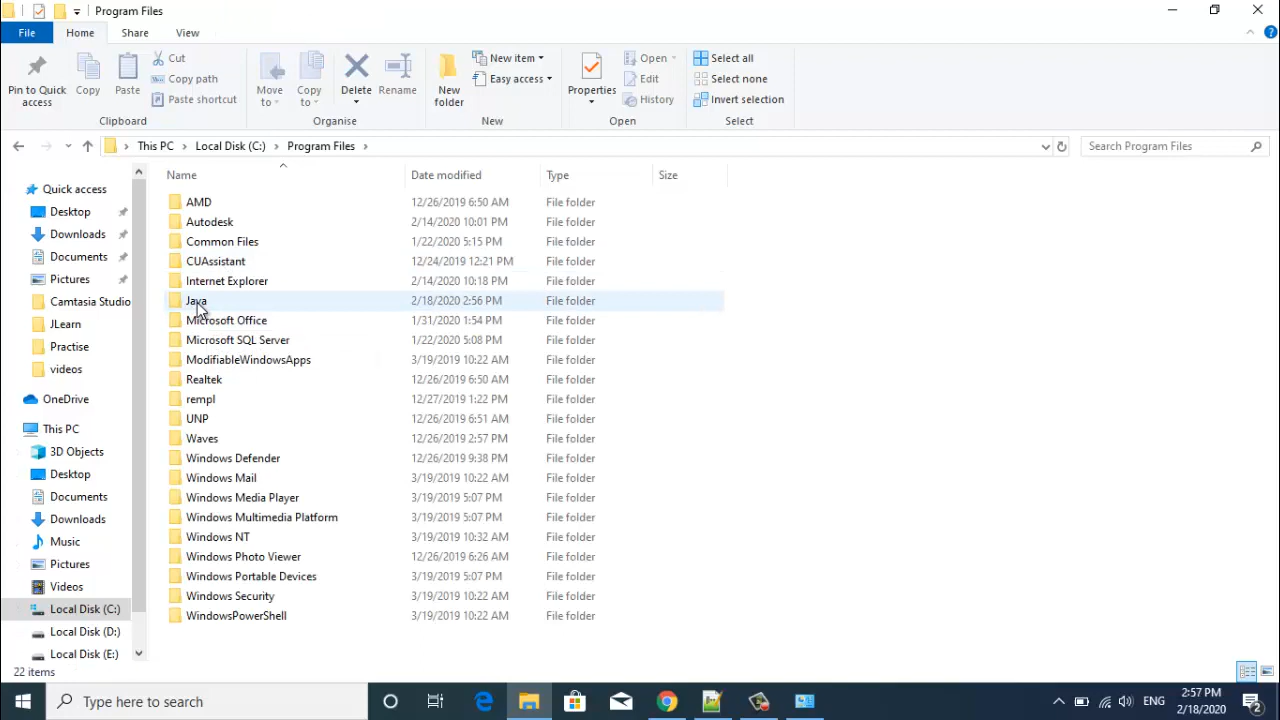 Program Files
File Home Share View
Pin to Quick access
Copy
Paste
Cut
Copy path
Paste shortcut
Clipboard
Move to
Copy to
Delete
Rename
Organise
New folder
New item
Easy access
New
Properties
Open
Edit
History
Open
Select all
Select none
Invert selection
Select
This PC > Local Disk (C:) > Program Files >
Search Program Files
Quick access
Desktop
Downloads
Documents
Pictures
Camtasia Studio
JLearn
Practise
videos
OneDrive
This PC
3D Objects
Desktop
Documents
Downloads
Music
Pictures
Videos
Local Disk (C:)
Local Disk (D:)
Local Disk (E:)
Name Date modified Type Size
AMD 12/26/2019 6:50 AM File folder
Autodesk 2/14/2020 10:01 PM File folder
Common Files 1/22/2020 5:15 PM File folder
CUAssistant 12/24/2019 12:21 PM File folder
Internet Explorer 2/14/2020 10:18 PM File folder
Java 2/18/2020 2:56 PM File folder
Microsoft Office 1/31/2020 1:54 PM File folder
Microsoft SQL Server 1/22/2020 5:08 PM File folder
ModifiableWindowsApps 3/19/2019 10:22 AM File folder
Realtek 12/26/2019 6:50 AM File folder
rempl 12/27/2019 1:22 PM File folder
UNP 12/26/2019 6:51 AM File folder
Waves 12/26/2019 2:57 PM File folder
Windows Defender 12/26/2019 9:38 PM File folder
Windows Mail 3/19/2019 10:22 AM File folder
Windows Media Player 3/19/2019 5:07 PM File folder
Windows Multimedia Platform 3/19/2019 5:07 PM File folder
Windows NT 3/19/2019 10:32 AM File folder
Windows Photo Viewer 12/26/2019 6:26 AM File folder
Windows Portable Devices 3/19/2019 5:07 PM File folder
Windows Security 3/19/2019 10:22 AM File folder
WindowsPowerShell 3/19/2019 10:22 AM File folder
22 items
Type here to search
ENG
2:57 PM
2/18/2020
2